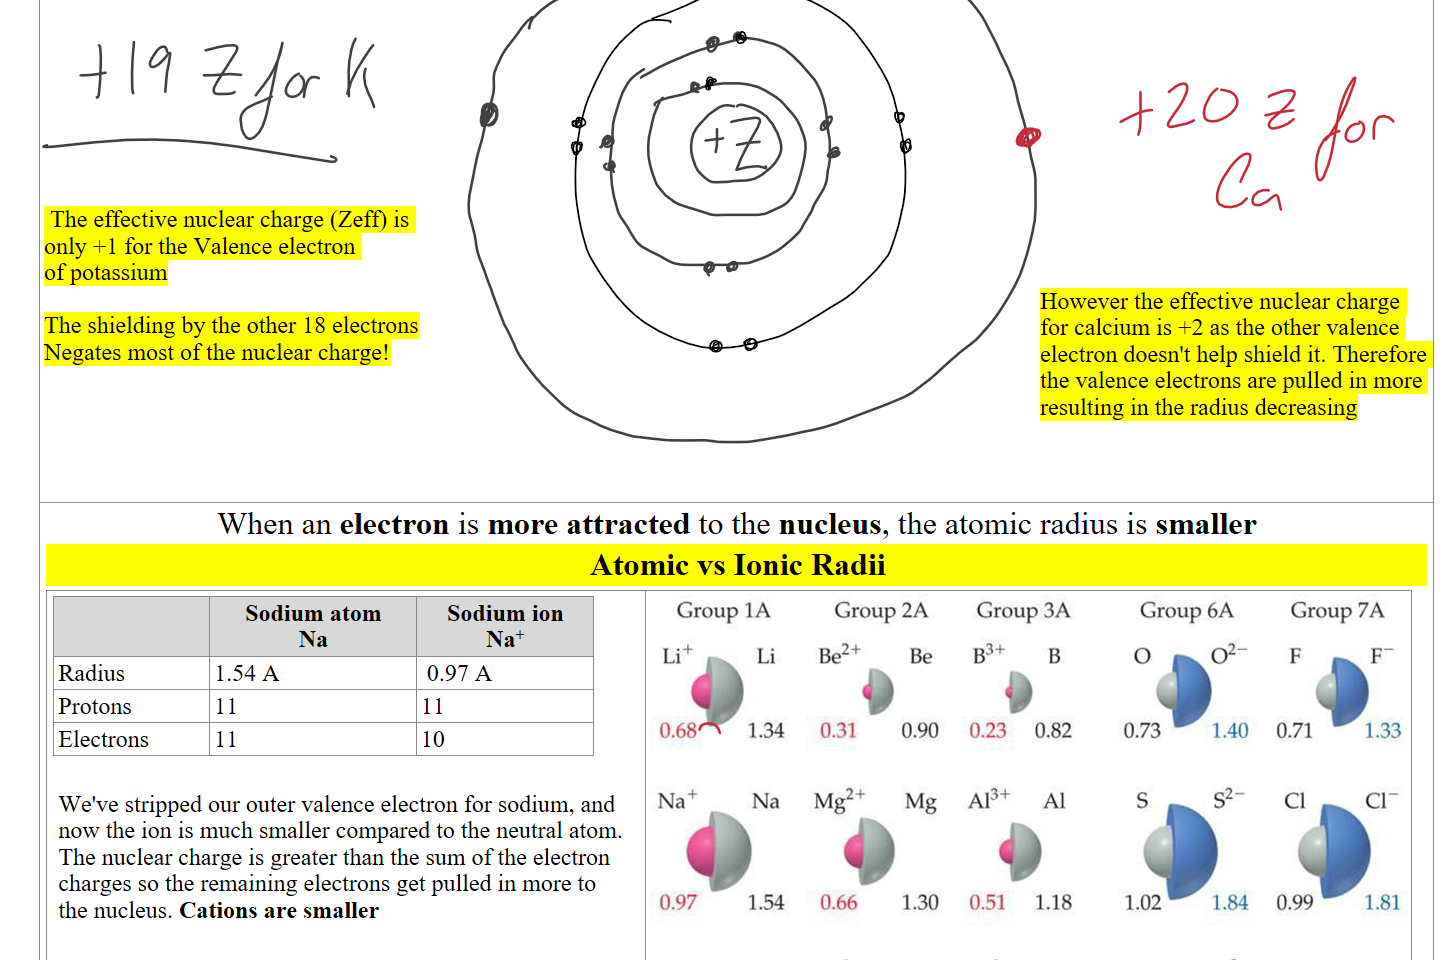 +19 Z for K
+Z
+20 Z for
Ca
The effective nuclear charge (Zeff) is
only +1 for the Valence electron
of potassium
The shielding by the other 18 electrons
Negates most of the nuclear charge!
However the effective nuclear charge
for calcium is +2 as the other valence
electron doesn't help shield it. Therefore
the valence electrons are pulled in more
resulting in the radius decreasing
When an electron is more attracted to the nucleus, the atomic radius is smaller
Atomic vs Ionic Radii
Sodium atom Sodium ion
Na Na⁺
Radius 1.54 A 0.97 A
Protons 11 11
Electrons 11 10
We've stripped our outer valence electron for sodium, and
now the ion is much smaller compared to the neutral atom.
The nuclear charge is greater than the sum of the electron
charges so the remaining electrons get pulled in more to
the nucleus. Cations are smaller
Group 1A Group 2A Group 3A Group 6A Group 7A
Li⁺ Li Be²⁺ Be B³⁺ B O O²⁻ F F⁻
0.68 1.34 0.31 0.90 0.23 0.82 0.73 1.40 0.71 1.33
Na⁺ Na Mg²⁺ Mg Al³⁺ Al S S²⁻ Cl Cl⁻
0.97 1.54 0.66 1.30 0.51 1.18 1.02 1.84 0.99 1.81